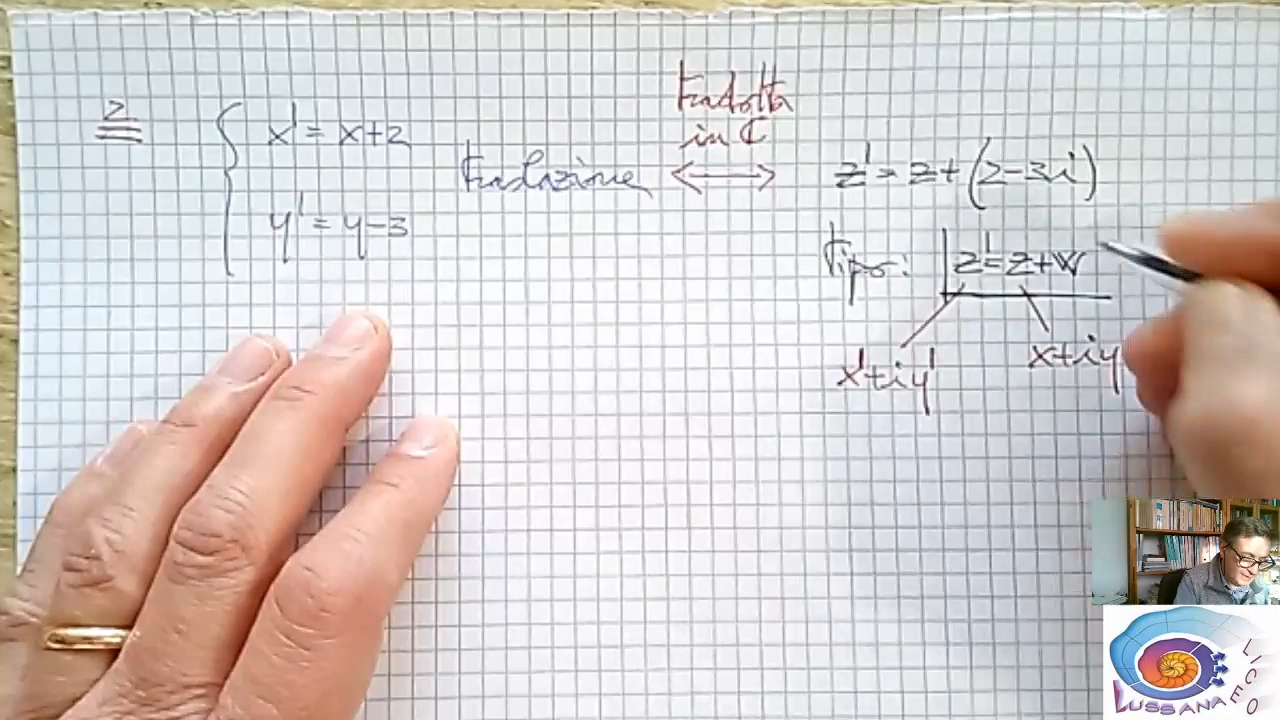 2
x' = x+2
y' = y-3
traslazione
tradotta
in ℂ
z' = z + (2-3i)
tipo: z' = z+w
x'+iy'
x+iy
LUSSANA
LICEO